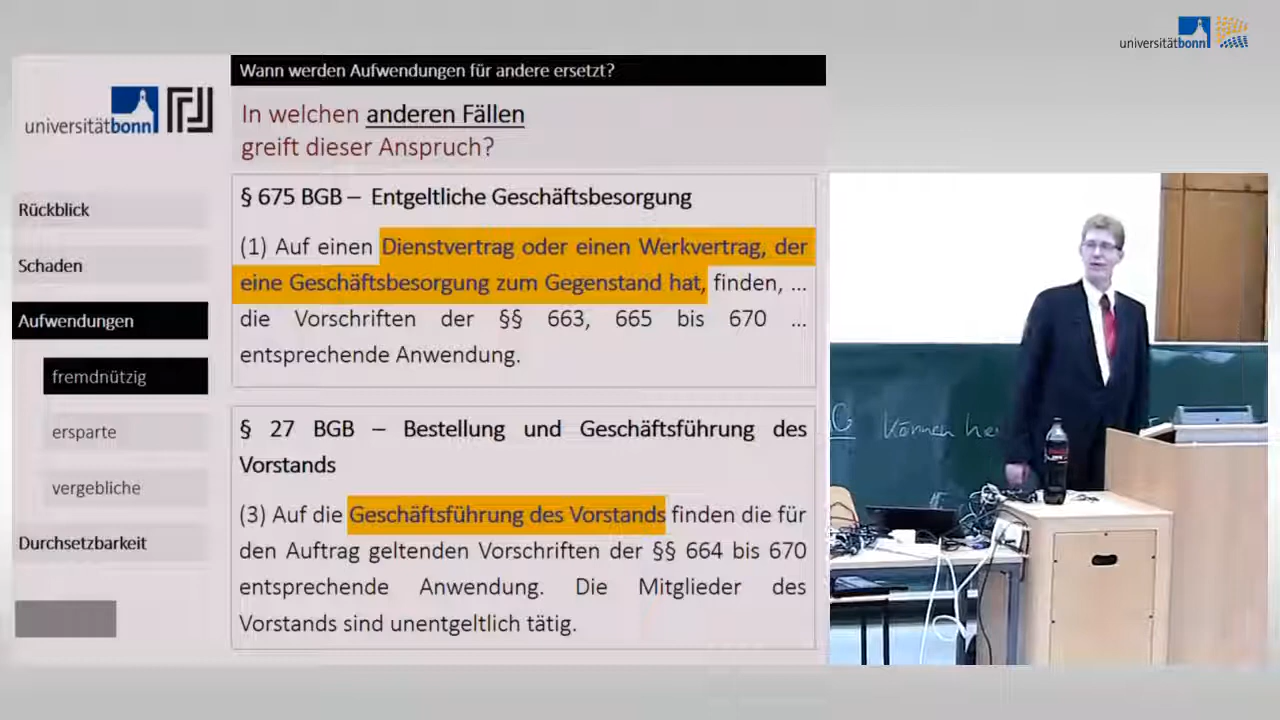 universitätbonn
Wann werden Aufwendungen für andere ersetzt?
universitätbonn
In welchen anderen Fällen
greift dieser Anspruch?
Rückblick
Schaden
Aufwendungen
fremdnützig
ersparte
vergebliche
Durchsetzbarkeit
§ 675 BGB – Entgeltliche Geschäftsbesorgung
(1) Auf einen Dienstvertrag oder einen Werkvertrag, der
eine Geschäftsbesorgung zum Gegenstand hat, finden, ...
die Vorschriften der §§ 663, 665 bis 670 ...
entsprechende Anwendung.
§ 27 BGB – Bestellung und Geschäftsführung des
Vorstands
(3) Auf die Geschäftsführung des Vorstands finden die für
den Auftrag geltenden Vorschriften der §§ 664 bis 670
entsprechende Anwendung. Die Mitglieder des
Vorstands sind unentgeltlich tätig.
können he